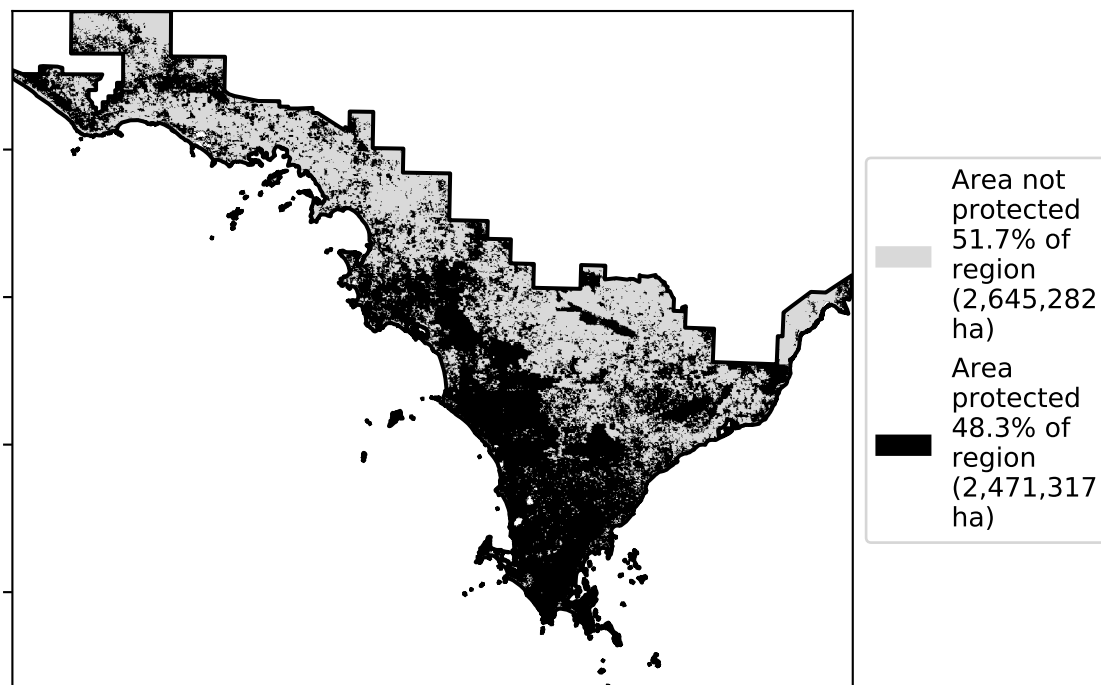 Area not
protected
51.7% of
region
(2,645,282
ha)
Area
protected
48.3% of
region
(2,471,317
ha)